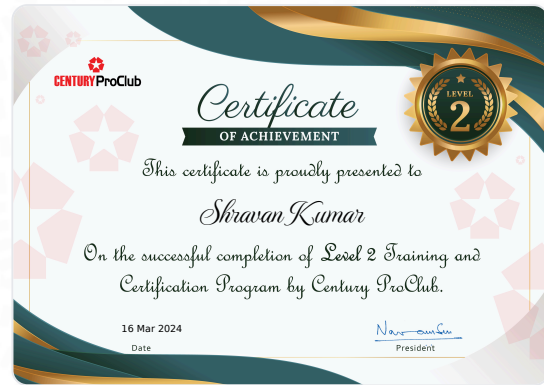 CENTURY ProClub
Certificate
OF ACHIEVEMENT
LEVEL
2
This certificate is proudly presented to
Shravan Kumar
On the successful completion of Level 2 Training and
Certification Program by Century ProClub.
16 Mar 2024
Date
President